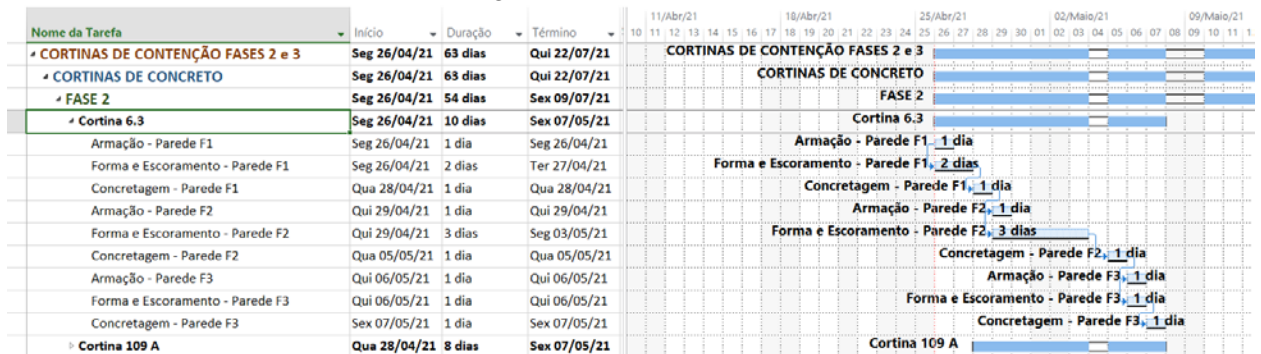 11/Abr/21 18/Abr/21 25/Abr/21 02/Maio/21 09/Maio/21
Nome da Tarefa Início Duração Término 10 11 12 13 14 15 16 17 18 19 20 21 22 23 24 25 26 27 28 29 30 01 02 03 04 05 06 07 08 09 10 11
CORTINAS DE CONTENÇÃO FASES 2 e 3 Seg 26/04/21 63 dias Qui 22/07/21 CORTINAS DE CONTENÇÃO FASES 2 e 3
CORTINAS DE CONCRETO Seg 26/04/21 63 dias Qui 22/07/21 CORTINAS DE CONCRETO
FASE 2 Seg 26/04/21 54 dias Sex 09/07/21 FASE 2
Cortina 6.3 Seg 26/04/21 10 dias Sex 07/05/21 Cortina 6.3
Armação - Parede F1 Seg 26/04/21 1 dia Seg 26/04/21 Armação - Parede F1 1 dia
Forma e Escoramento - Parede F1 Seg 26/04/21 2 dias Ter 27/04/21 Forma e Escoramento - Parede F1 2 dias
Concretagem - Parede F1 Qua 28/04/21 1 dia Qua 28/04/21 Concretagem - Parede F1 1 dia
Armação - Parede F2 Qui 29/04/21 1 dia Qui 29/04/21 Armação - Parede F2 1 dia
Forma e Escoramento - Parede F2 Qui 29/04/21 3 dias Seg 03/05/21 Forma e Escoramento - Parede F2 3 dias
Concretagem - Parede F2 Qua 05/05/21 1 dia Qua 05/05/21 Concretagem - Parede F2 1 dia
Armação - Parede F3 Qui 06/05/21 1 dia Qui 06/05/21 Armação - Parede F3 1 dia
Forma e Escoramento - Parede F3 Qui 06/05/21 1 dia Qui 06/05/21 Forma e Escoramento - Parede F3 1 dia
Concretagem - Parede F3 Sex 07/05/21 1 dia Sex 07/05/21 Concretagem - Parede F3 1 dia
Cortina 109 A Qua 28/04/21 8 dias Sex 07/05/21 Cortina 109 A